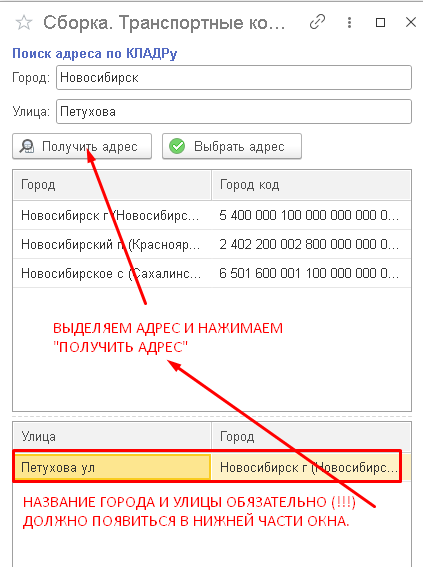 Сборка. Транспортные ко...
Поиск адреса по КЛАДРу
Город: Новосибирск
Улица: Петухова
Получить адрес Выбрать адрес
Город Город код
Новосибирск г (Новосибирс... 5 400 000 100 000 000 000 0...
Новосибирский п (Краснояр... 2 402 200 002 800 000 000 0...
Новосибирское с (Сахалинс... 6 501 600 001 100 000 000 0...
ВЫДЕЛЯЕМ АДРЕС И НАЖИМАЕМ
"ПОЛУЧИТЬ АДРЕС"
Улица Город
Петухова ул Новосибирск г (Новосибирс...
НАЗВАНИЕ ГОРОДА И УЛИЦЫ ОБЯЗАТЕЛЬНО (!!!)
ДОЛЖНО ПОЯВИТЬСЯ В НИЖНЕЙ ЧАСТИ ОКНА.